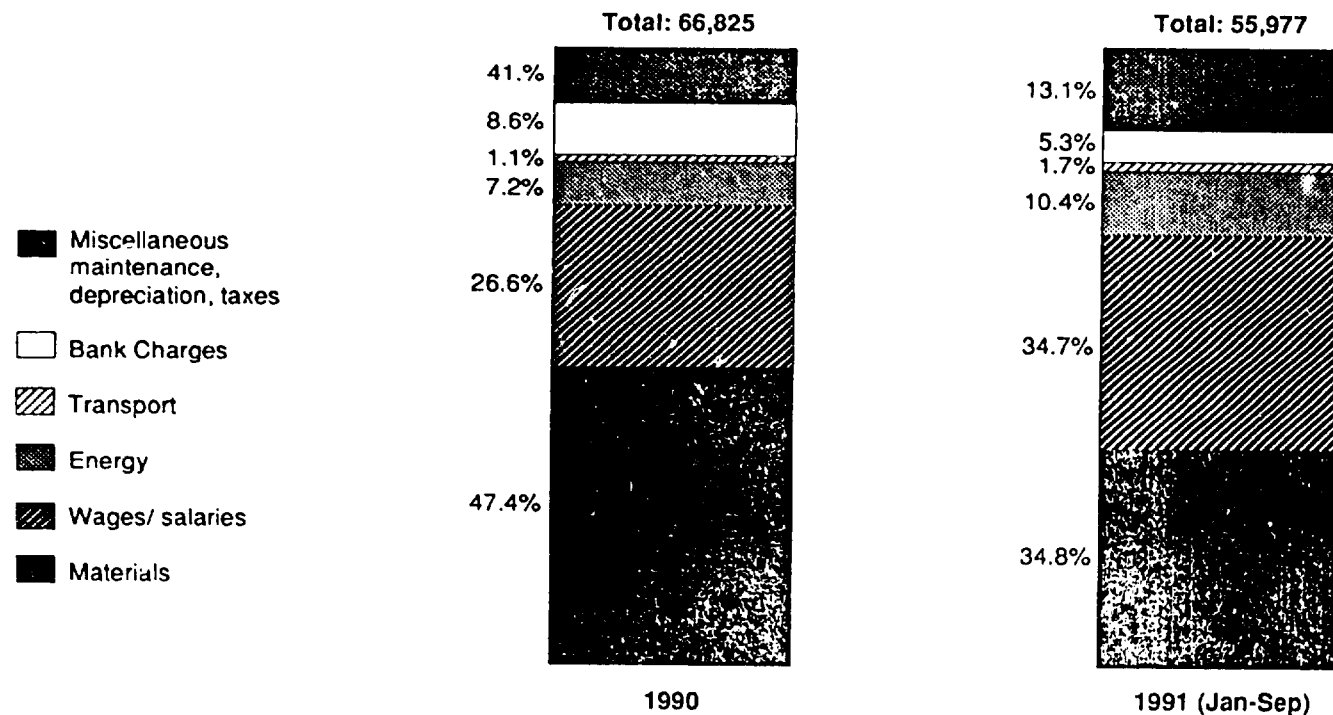 Total: 66,825
41.%
8.6%
1.1%
7.2%
26.6%
47.4%
1990
Total: 55,977
13.1%
5.3%
1.7%
10.4%
34.7%
34.8%
1991 (Jan-Sep)
Miscellaneous
maintenance,
depreciation, taxes
Bank Charges
Transport
Energy
Wages/ salaries
Materials